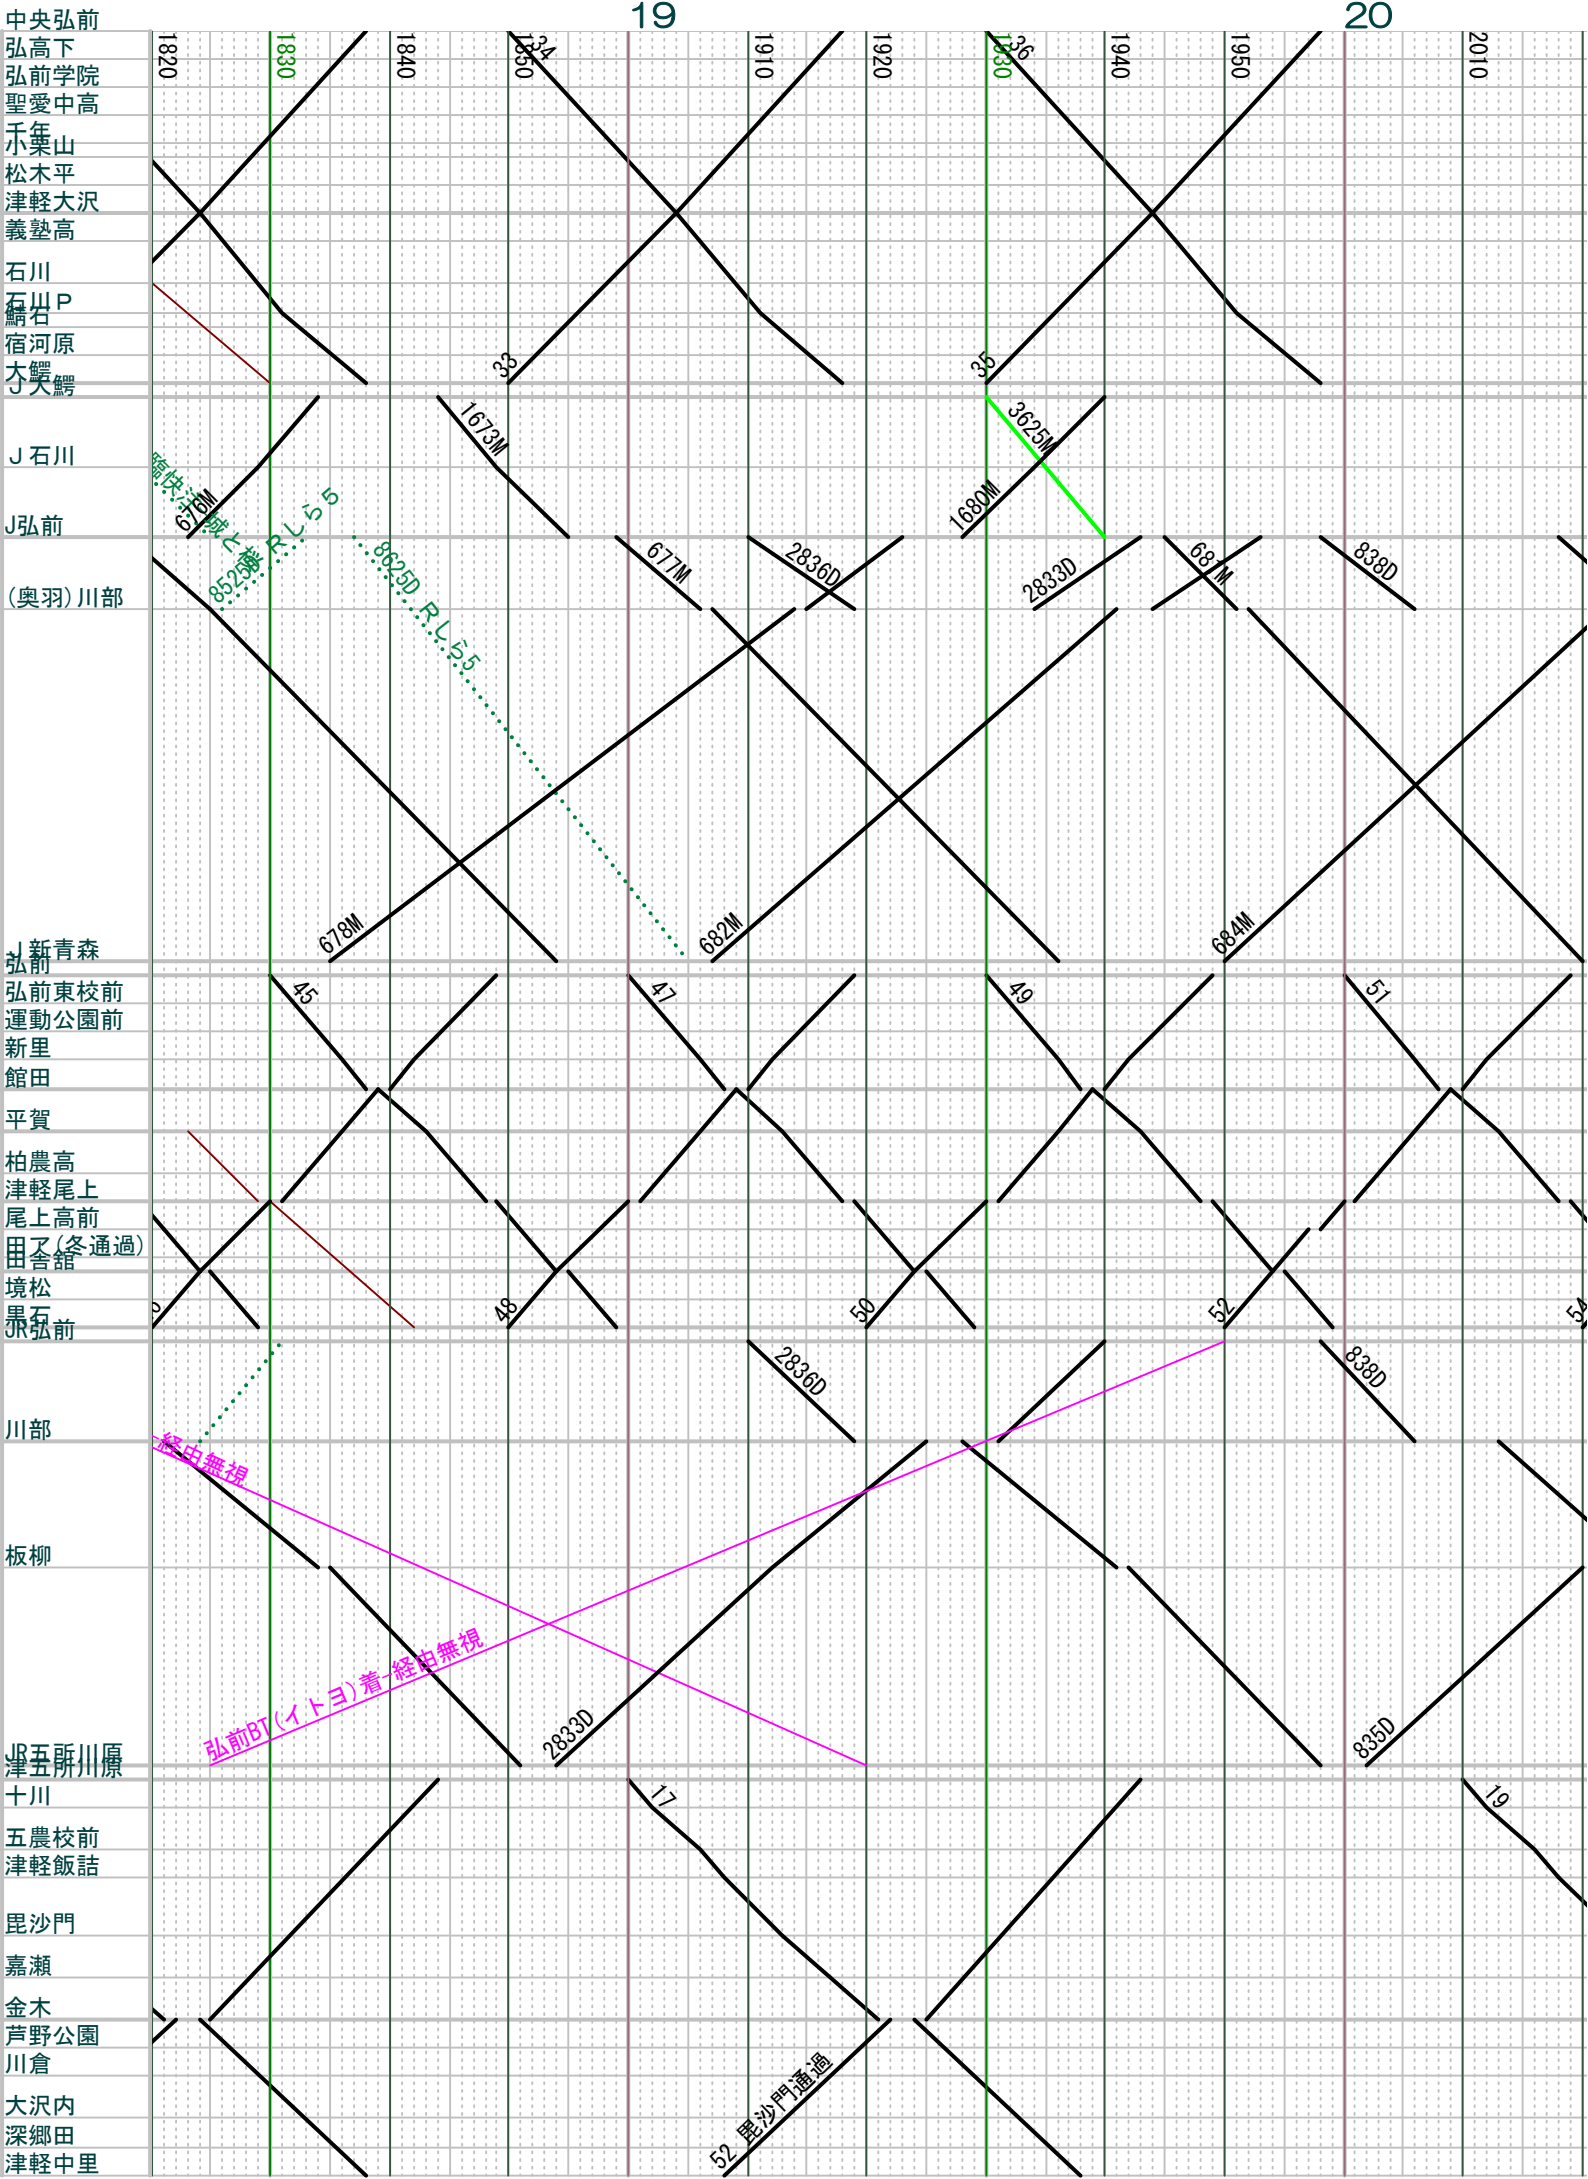 19
20
中央弘前
弘高下
弘前学院
聖愛中高
千年
小栗山
松木平
津軽大沢
義塾高
石川
石川P
鯖石
宿河原
大鰐
J大鰐
J石川
J弘前
(奥羽)川部
J新青森
弘前
弘前東校前
運動公園前
新里
館田
平賀
柏農高
津軽尾上
尾上高前
田んぼ(冬通過)
田舎館
境松
黒石
JR弘前
川部
板柳
JR五所川原
津五所川原
十川
五農校前
津軽飯詰
毘沙門
嘉瀬
金木
芦野公園
川倉
大沢内
深郷田
津軽中里
1820
1830
1840
1850
1910
1920
1930
1940
1950
2010
34
36
33
35
1673M
3625M
676M
1680M
8525D Rしら5
8625D Rしら5
677M
2836D
2833D
681M
838D
678M
682M
684M
45
47
49
51
48
50
52
54
2836D
838D
-経由無視
弘前BT(イトヨ)着-経由無視
2833D
835D
17
19
52 毘沙門通過